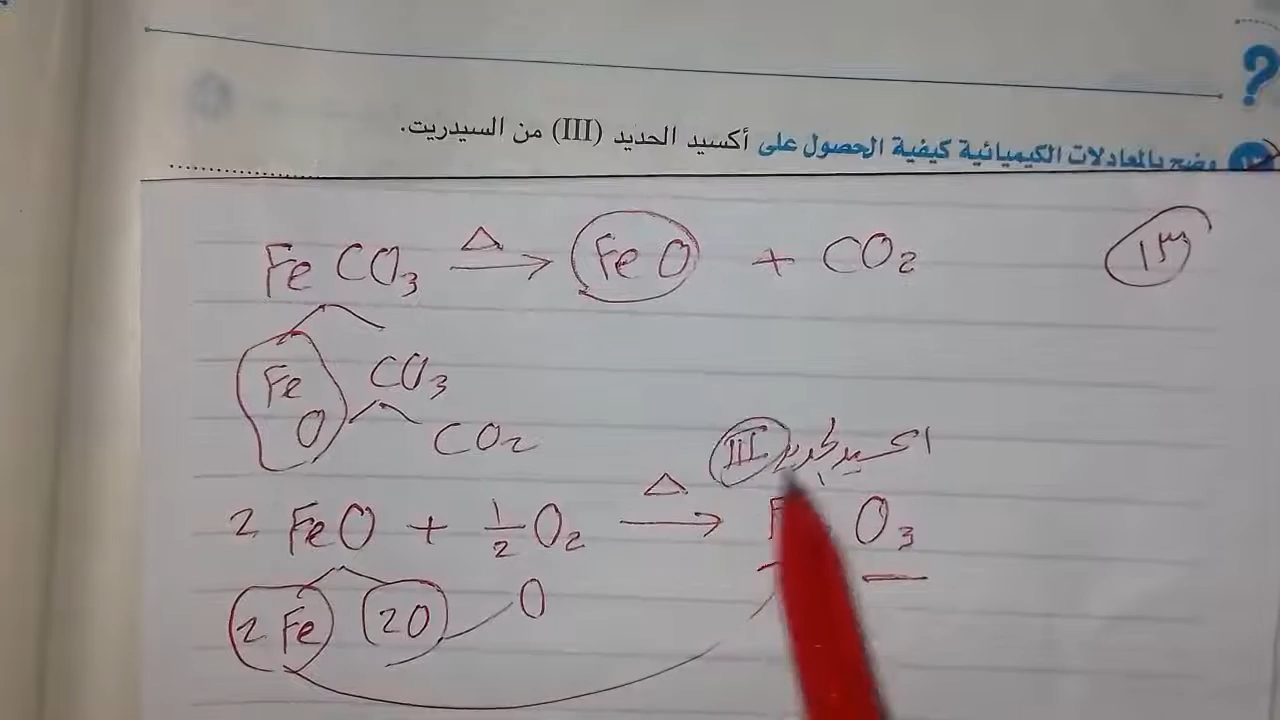 ?
وضح بالمعادلات الكيميائية كيفية الحصول على أكسيد الحديد (III) من السيدريت.
١٣
FeCO₃ —Δ→ FeO + CO₂
Fe CO₃
O CO₂
اكسيد الحديد III
2 FeO + ½ O₂ —Δ→ F O₃
2 Fe 2O O